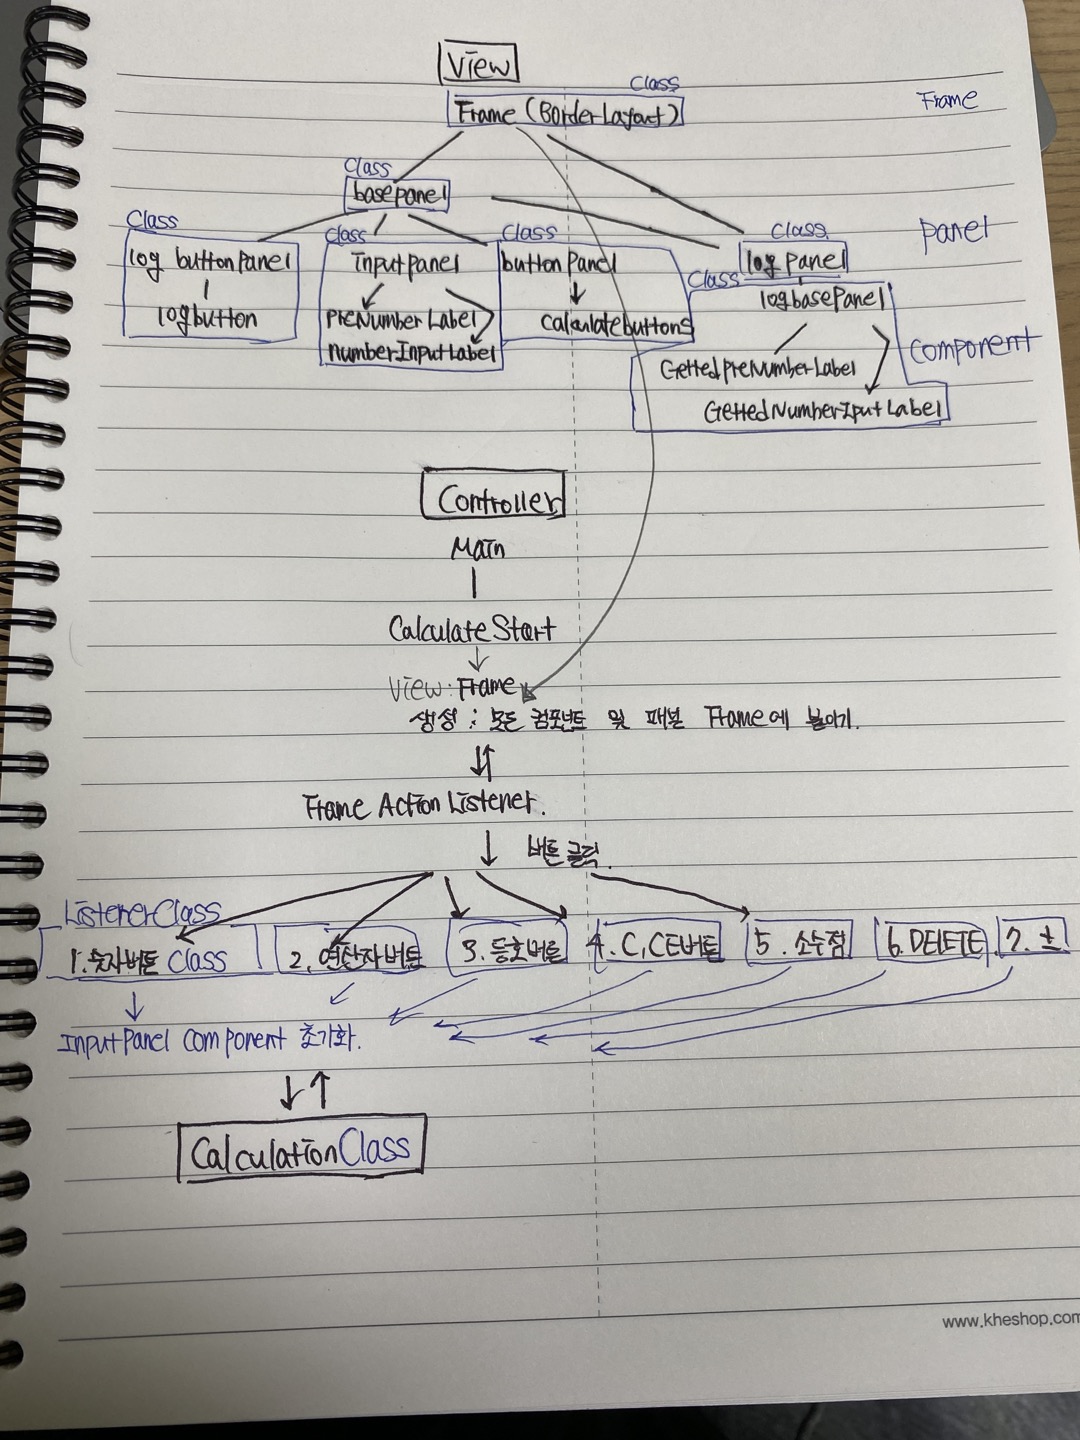 View
Class
Frame (BorderLayout)
Frame
Class
basepanel
Class
log buttonPanel
logbutton
Class
InputPanel
PreNumberLabel
numberInputLabel
Class
buttonPanel
Calculatebuttons
Class
log panel
panel
Class
logbasePanel
GettedPreNumberLabel
GettedNumberIputLabel
Component
Controller
Main
CalculateStart
View : Frame
생성 : 모든 컴포넌트 및 패널 Frame에 붙이기.
Frame Action Listener.
버튼 클릭.
ListenerClass
1. 숫자버튼 Class
2. 연산자버튼
3. 등호버튼
4. C, CE버튼
5. 소수점
6. DELETE
7. ±
InputPanel Component 초기화.
CalculationClass
www.kheshop.com